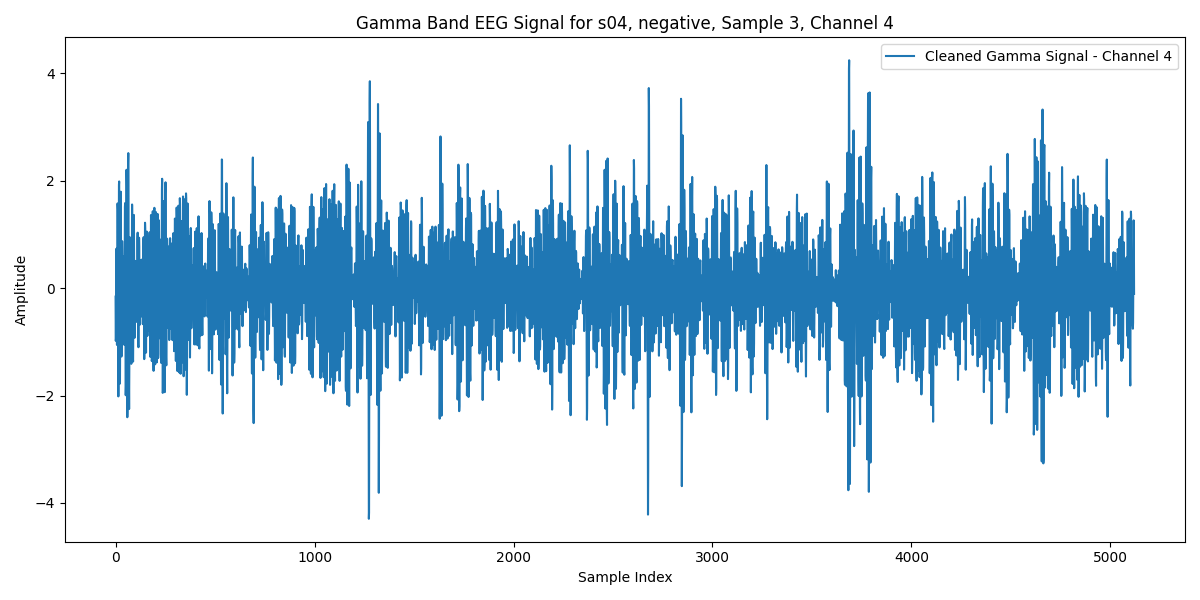 Gamma Band EEG Signal for s04, negative, Sample 3, Channel 4
Cleaned Gamma Signal - Channel 4
Amplitude
4
2
0
−2
−4
0 1000 2000 3000 4000 5000
Sample Index